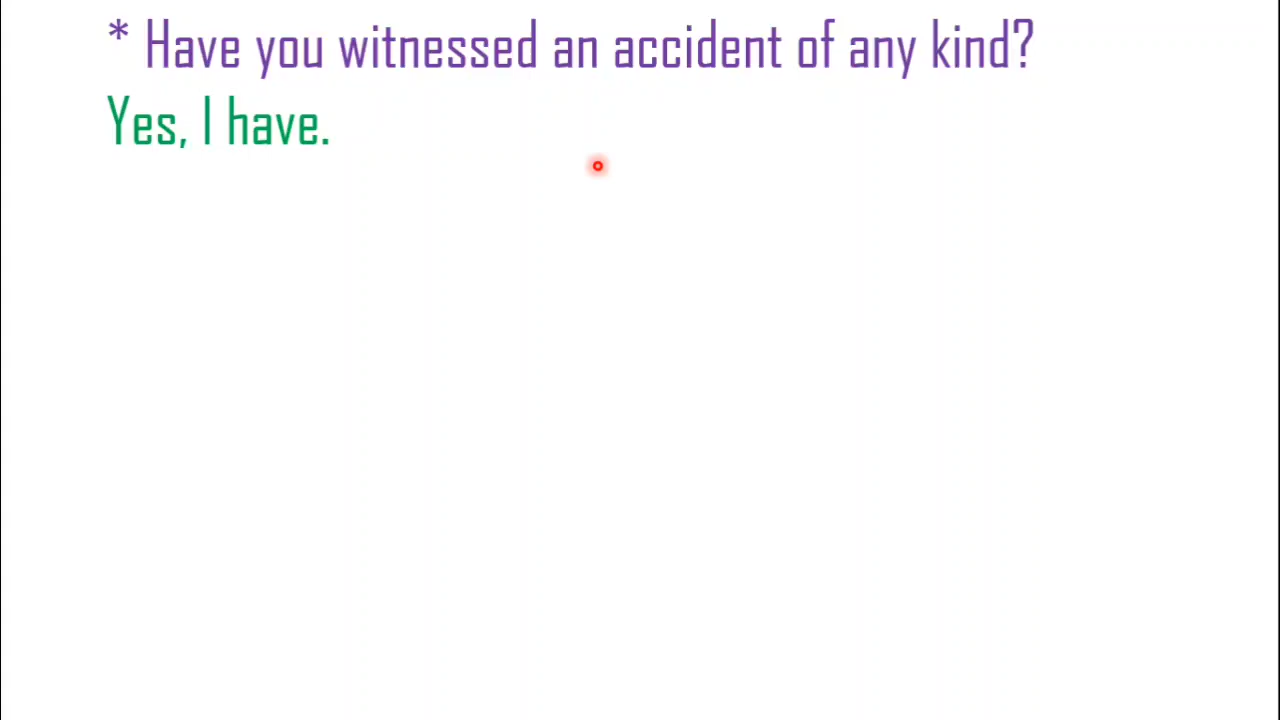 * Have you witnessed an accident of any kind?
Yes, I have.